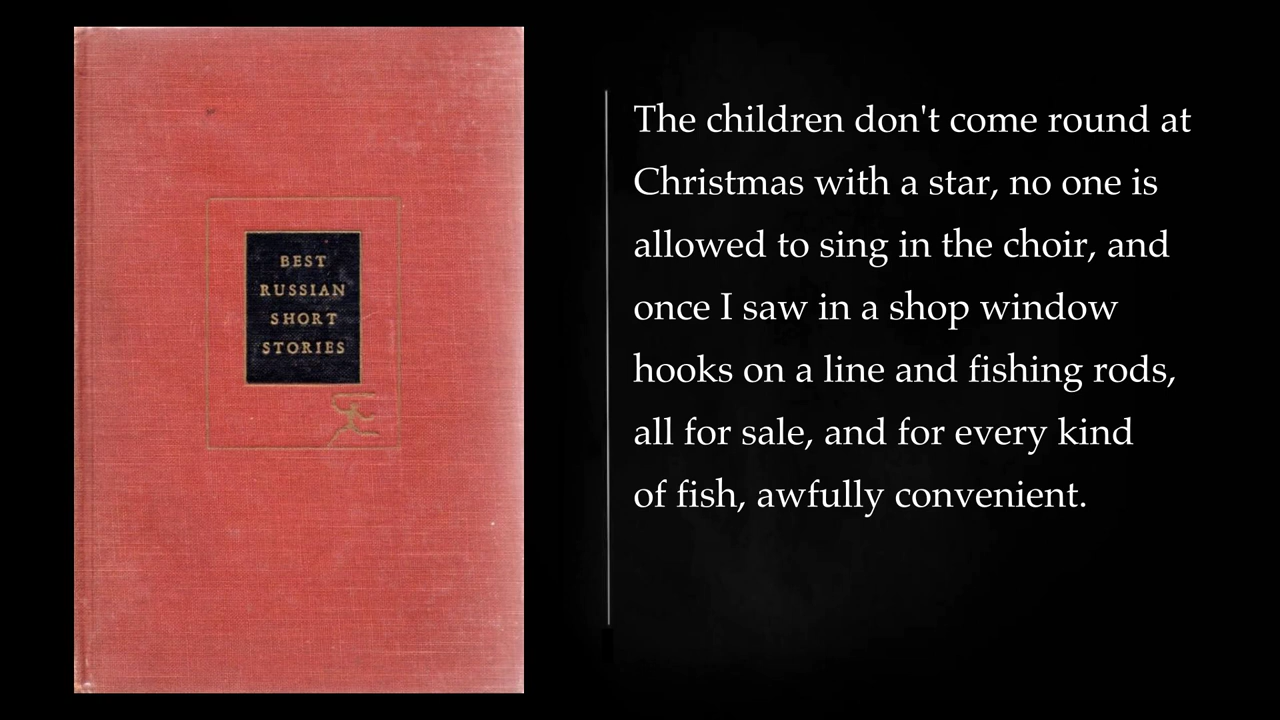 BEST
RUSSIAN
SHORT
STORIES
The children don't come round at
Christmas with a star, no one is
allowed to sing in the choir, and
once I saw in a shop window
hooks on a line and fishing rods,
all for sale, and for every kind
of fish, awfully convenient.